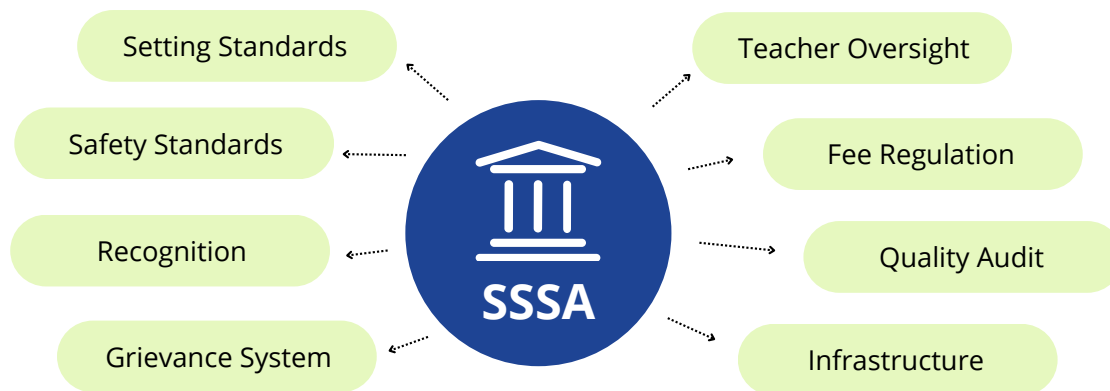 Setting Standards
Teacher Oversight
Safety Standards
Fee Regulation
Recognition
Quality Audit
SSSA
Grievance System
Infrastructure